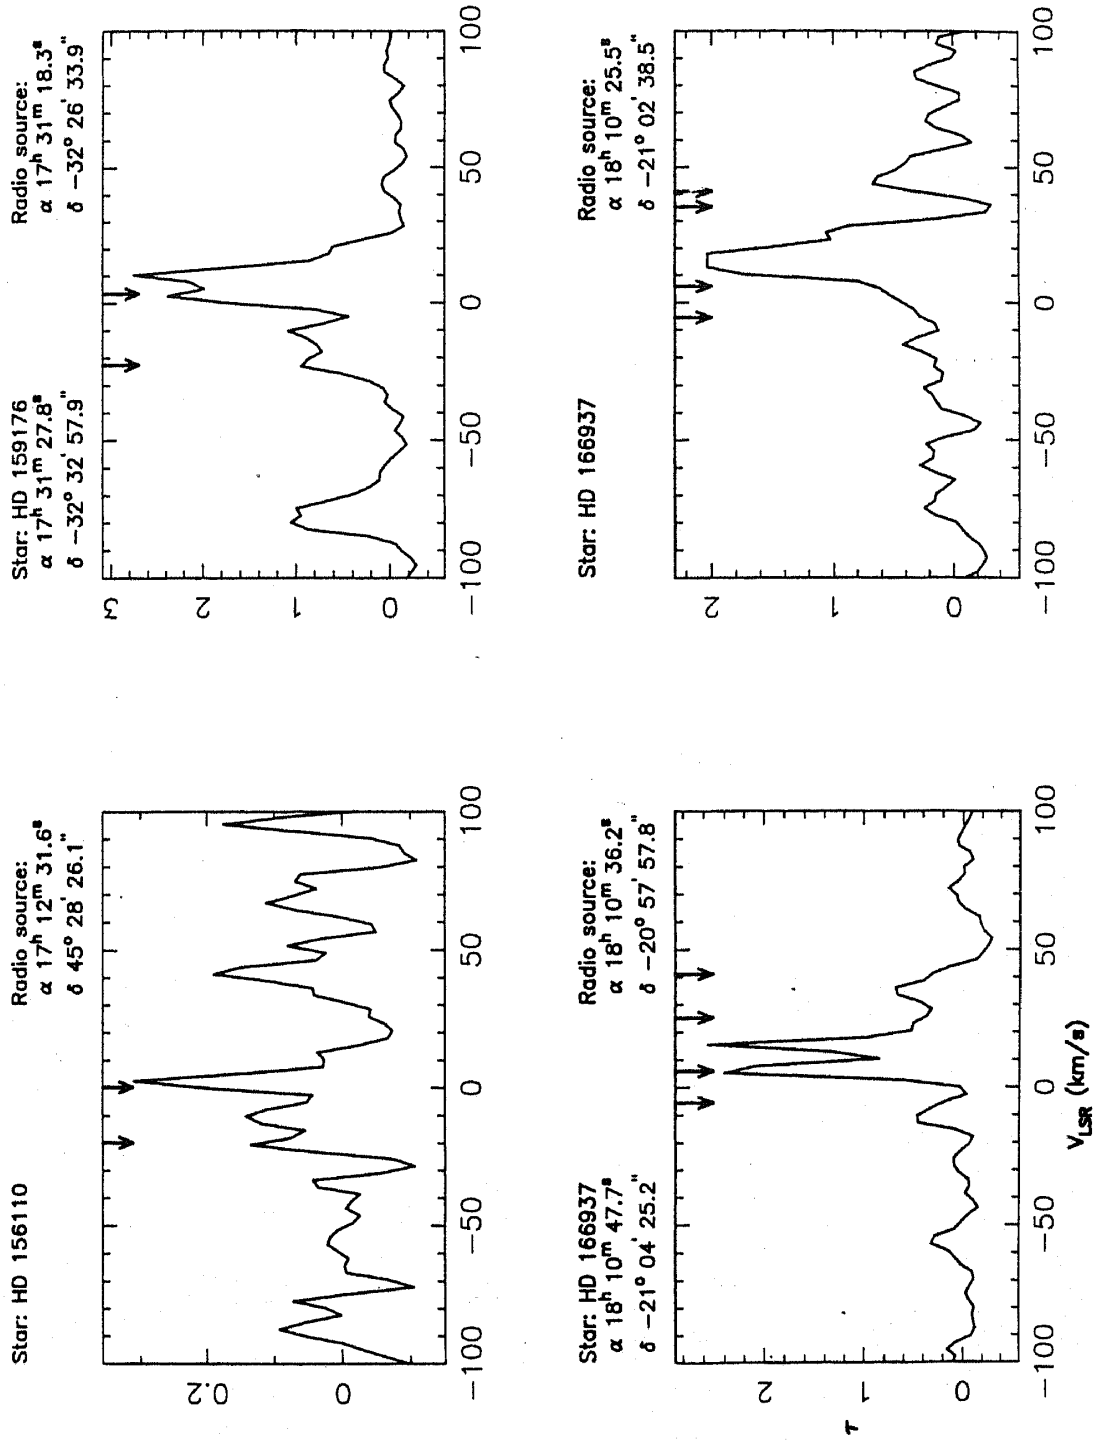 Star: HD 156110
Radio source:
α 17ʰ 12ᵐ 31.6ˢ
δ 45° 28' 26.1"
0.2
0
−100
−50
0
50
100
Star: HD 159176
α 17ʰ 31ᵐ 27.8ˢ
δ −32° 32' 57.9"
Radio source:
α 17ʰ 31ᵐ 18.3ˢ
δ −32° 26' 33.9"
3
2
1
0
−100
−50
0
50
100
Star: HD 166937
α 18ʰ 10ᵐ 47.7ˢ
δ −21° 04' 25.2"
Radio source:
α 18ʰ 10ᵐ 36.2ˢ
δ −20° 57' 57.8
2
1
0
τ
−100
−50
0
50
100
V_LSR (km/s)
Star: HD 166937
Radio source:
α 18ʰ 10ᵐ 25.5ˢ
δ −21° 02' 38.5"
2
1
0
−100
−50
0
50
100